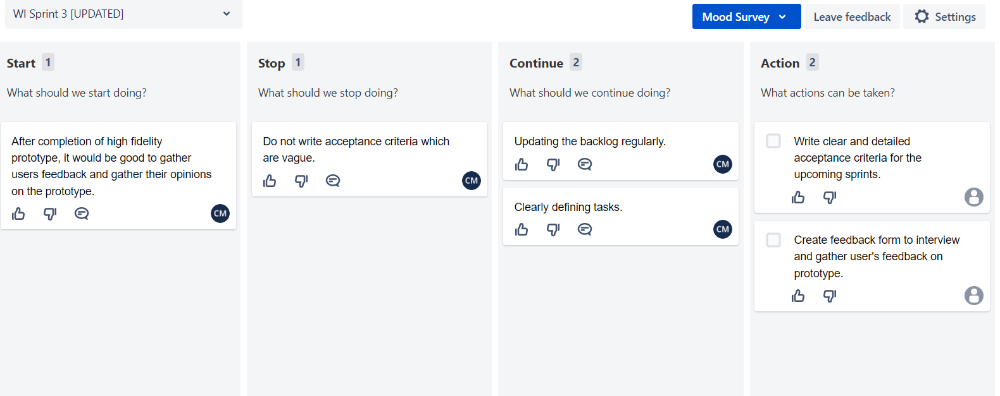 WI Sprint 3 [UPDATED]
Mood Survey
Leave feedback
Settings
Start 1
What should we start doing?
After completion of high fidelity
prototype, it would be good to gather
users feedback and gather their opinions
on the prototype.
CM
Stop 1
What should we stop doing?
Do not write acceptance criteria which
are vague.
CM
Continue 2
What should we continue doing?
Updating the backlog regularly.
CM
Clearly defining tasks.
CM
Action 2
What actions can be taken?
Write clear and detailed
acceptance criteria for the
upcoming sprints.
Create feedback form to interview
and gather user's feedback on
prototype.